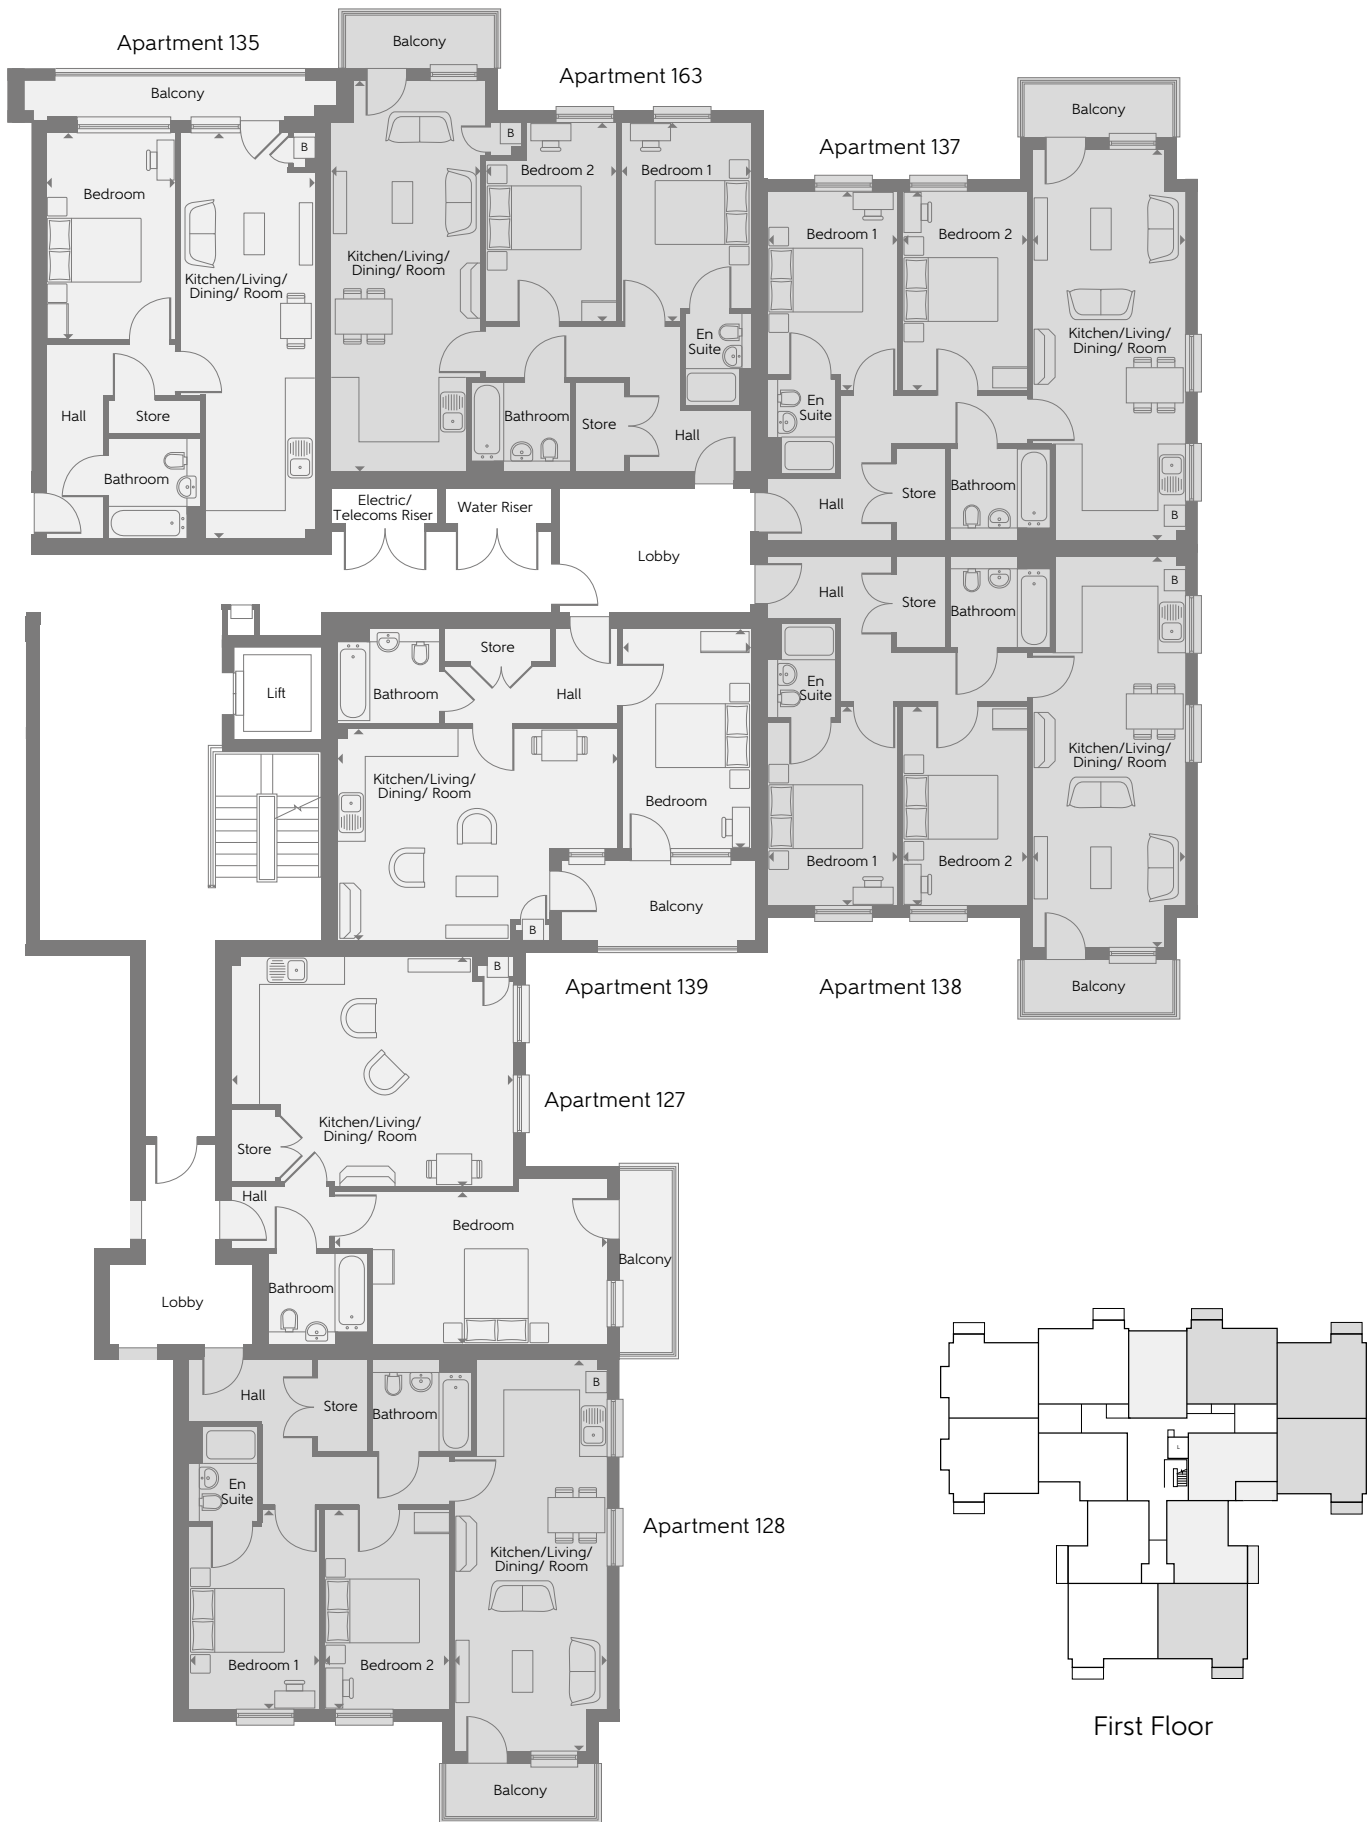 Apartment 135
Balcony
Apartment 163
Balcony
Bedroom
Kitchen/Living/
Dining/ Room
B
Hall
Store
Bathroom
Kitchen/Living/
Dining/ Room
B
Bedroom 2
Bedroom 1
En
Suite
Bathroom
Store
Hall
Apartment 137
Balcony
Bedroom 1
Bedroom 2
Kitchen/Living/
Dining/ Room
En
Suite
Hall
Store
Bathroom
B
Electric/
Telecoms Riser
Water Riser
Lobby
Lift
Hall
Store
Bathroom
B
En
Suite
Kitchen/Living/
Dining/ Room
Bedroom 1
Bedroom 2
Balcony
Apartment 138
Store
Bathroom
Hall
Kitchen/Living/
Dining/ Room
Bedroom
Balcony
B
Apartment 139
B
Apartment 127
Kitchen/Living/
Dining/ Room
Store
Hall
Bedroom
Balcony
Bathroom
Lobby
Hall
Store
Bathroom
B
En
Suite
Apartment 128
Kitchen/Living/
Dining/ Room
Bedroom 1
Bedroom 2
Balcony
L
First Floor